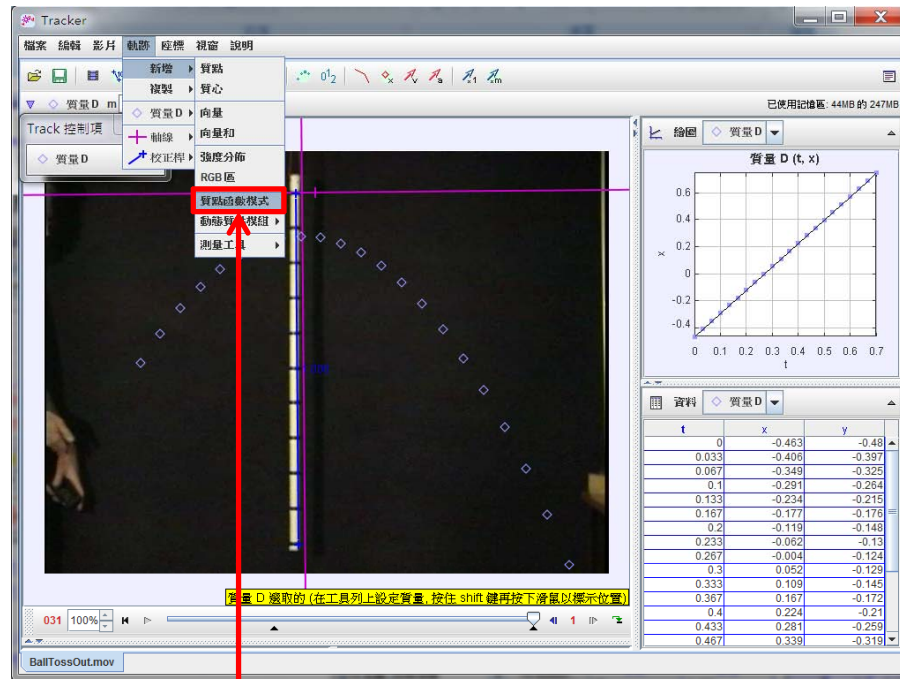 Tracker
檔案 編輯 影片 軌跡 座標 視窗 說明
新增 質點
複製 質心
質量D 向量
軸線 向量和
校正桿 強度分佈
RGB 區
質點函數模式
測量工具
質量D m
已使用記憶區: 44MB 的 247MB
Track 控制項
質量D
繪圖 質量D
質量 D (t, x)
0.6
0.4
0.2
0
-0.2
-0.4
x
0 0.1 0.2 0.3 0.4 0.5 0.6 0.7
t
資料 質量D
t x y
0 -0.463 -0.48
0.033 -0.406 -0.397
0.067 -0.349 -0.325
0.1 -0.291 -0.264
0.133 -0.234 -0.215
0.167 -0.177 -0.176
0.2 -0.119 -0.148
0.233 -0.062 -0.13
0.267 -0.004 -0.124
0.3 0.052 -0.129
0.333 0.109 -0.145
0.367 0.167 -0.172
0.4 0.224 -0.21
0.433 0.281 -0.259
0.467 0.339 -0.319
質量 D 選取的 (在工具列上設定質量, 按住 shift 鍵再按下滑鼠以標示位置)
031 100% 1
BallTossOut.mov